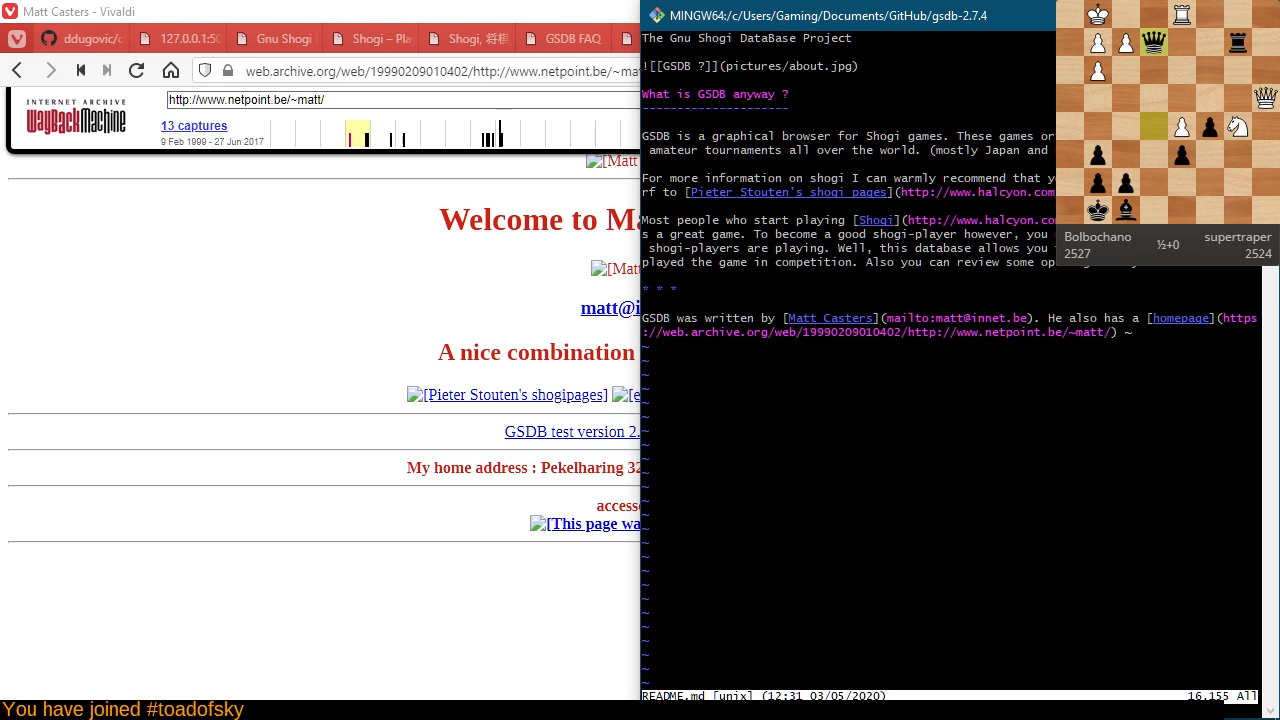 Matt Casters - Vivaldi
ddugovic/c
127.0.0.1:50
Gnu Shogi
Shogi – Pla
Shogi, 将棋
GSDB FAQ
web.archive.org/web/19990209010402/http://www.netpoint.be/~mat
INTERNET ARCHIVE
WayBackMachine
http://www.netpoint.be/~matt/
13 captures
9 Feb 1999 - 27 Jun 2017
[Matt
Welcome to Ma
[Matt
matt@i
A nice combination
[Pieter Stouten's shogipages] [e
GSDB test version 2.
My home address : Pekelharing 32
access
[This page wa
You have joined #toadofsky
MINGW64:/c/Users/Gaming/Documents/GitHub/gsdb-2.7.4
The Gnu Shogi DataBase Project
![[GSDB ?]](pictures/about.jpg)
What is GSDB anyway ?
---------------------
GSDB is a graphical browser for Shogi games. These games or
amateur tournaments all over the world. (mostly Japan and
For more information on shogi I can warmly recommend that y
rf to [Pieter Stouten's shogi pages](http://www.halcyon.com
Most people who start playing [Shogi](http://www.halcyon.co
s a great game. To become a good shogi-player however, you
shogi-players are playing. Well, this database allows you
played the game in competition. Also you can review some op
* * *
GSDB was written by [Matt Casters](mailto:matt@innet.be). He also has a [homepage](https
://web.archive.org/web/19990209010402/http://www.netpoint.be/~matt/) ~
README.md [unix] (12:31 03/05/2020) 16,155 All
Bolbochano
2527
½+0
supertraper
2524